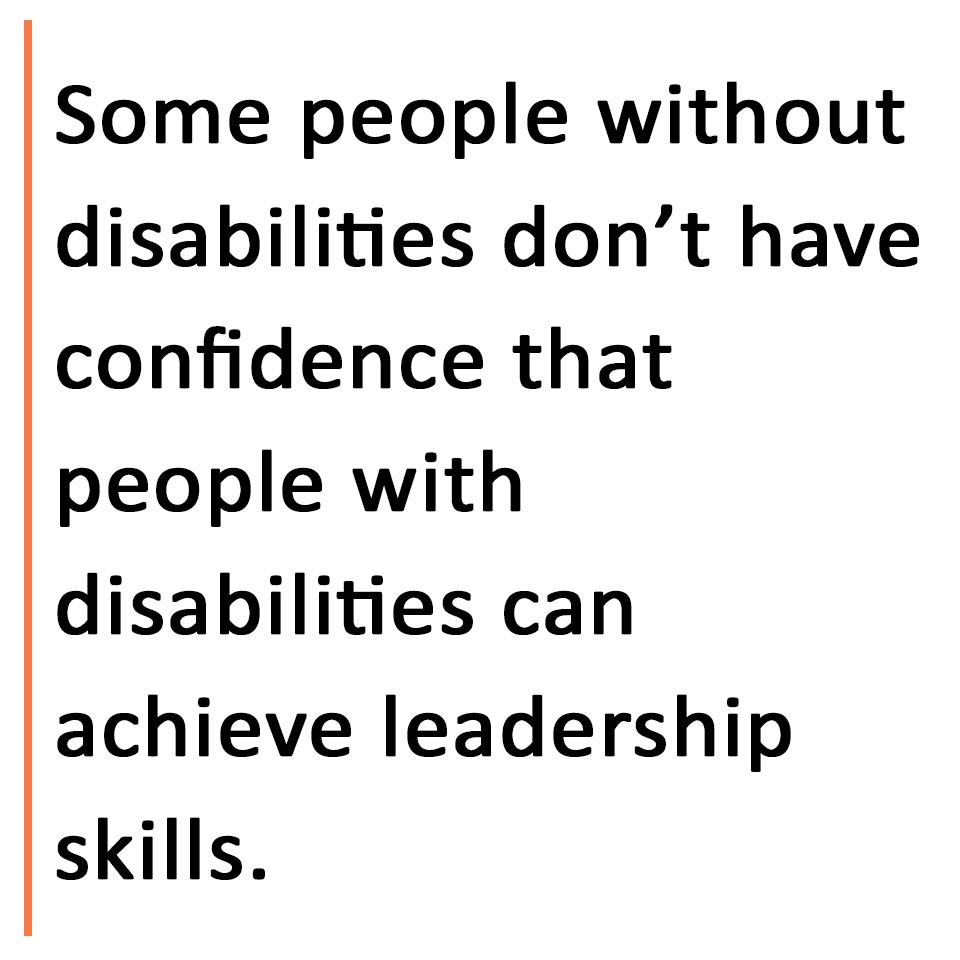 Some people without
disabilities don’t have
confidence that
people with
disabilities can
achieve leadership
skills.